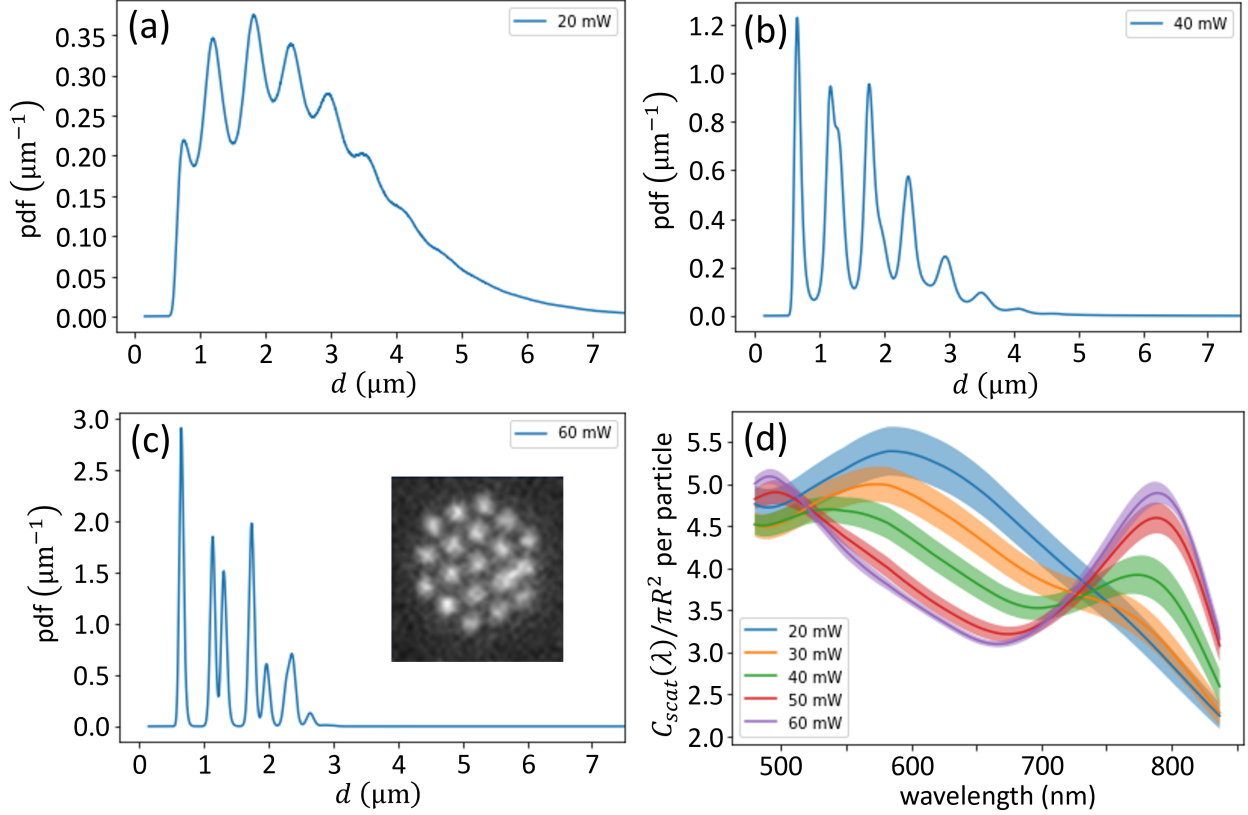 (a)
20 mW
0.35
0.30
0.25
0.20
0.15
0.10
0.05
0.00
pdf (μm⁻¹)
0 1 2 3 4 5 6 7
d (μm)
(b)
40 mW
1.2
1.0
0.8
0.6
0.4
0.2
0.0
pdf (μm⁻¹)
0 1 2 3 4 5 6 7
d (μm)
(c)
60 mW
3.0
2.5
2.0
1.5
1.0
0.5
0.0
pdf (μm⁻¹)
0 1 2 3 4 5 6 7
d (μm)
(d)
5.5
5.0
4.5
4.0
3.5
3.0
2.5
2.0
C_scat(λ)/πR² per particle
20 mW
30 mW
40 mW
50 mW
60 mW
500 600 700 800
wavelength (nm)